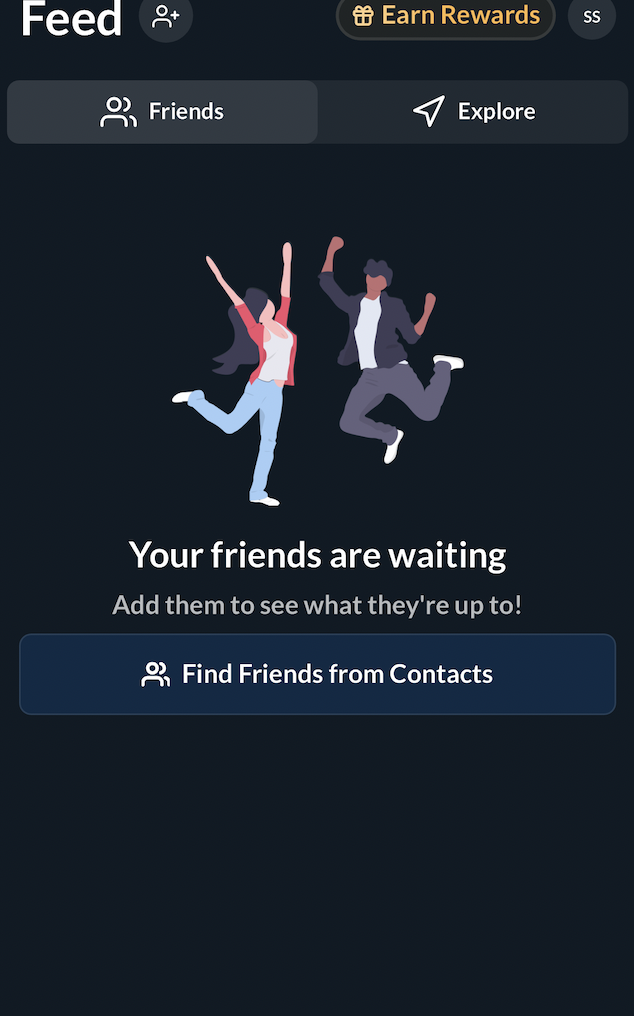 Feed
Earn Rewards
SS
Friends
Explore
Your friends are waiting
Add them to see what they're up to!
Find Friends from Contacts